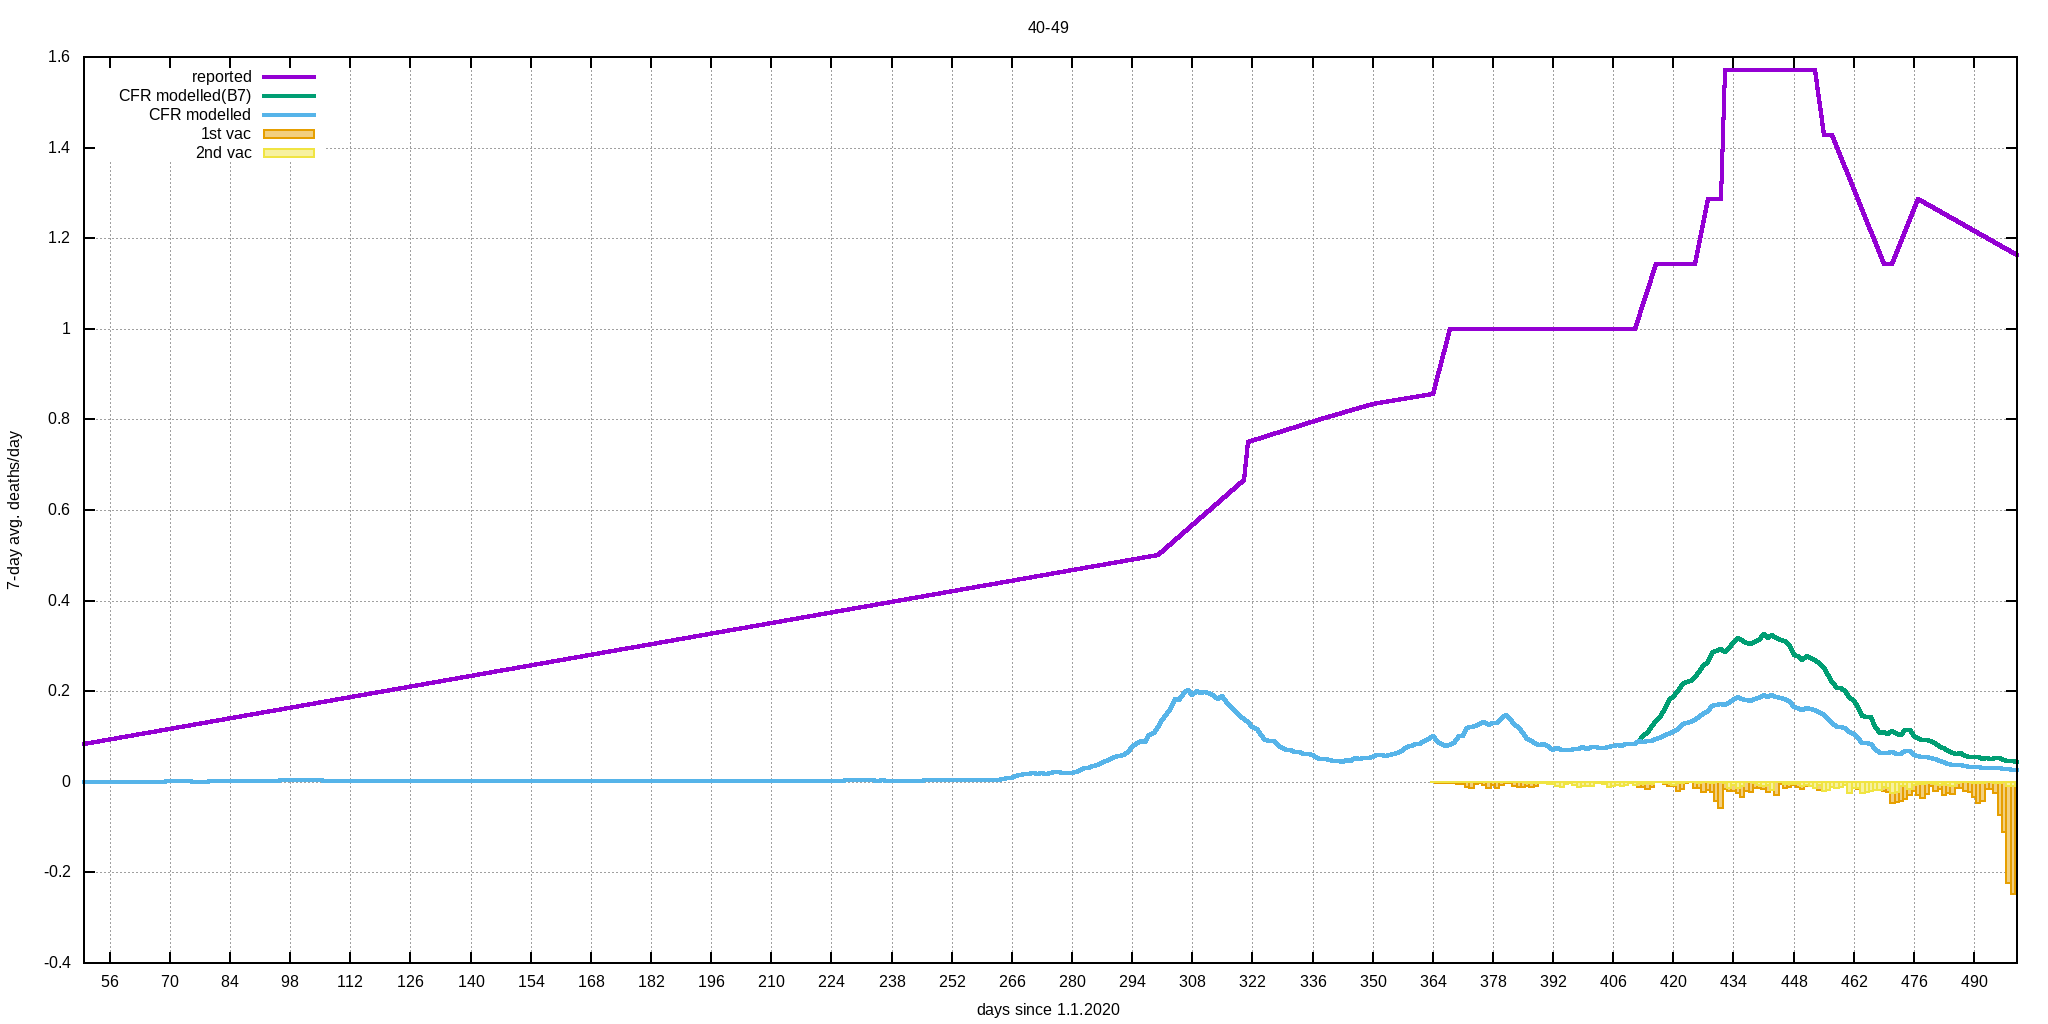 40-49
reported
CFR modelled(B7)
CFR modelled
1st vac
2nd vac
1.6
1.4
1.2
1
0.8
0.6
0.4
0.2
0
-0.2
-0.4
7-day avg. deaths/day
56 70 84 98 112 126 140 154 168 182 196 210 224 238 252 266 280 294 308 322 336 350 364 378 392 406 420 434 448 462 476 490
days since 1.1.2020